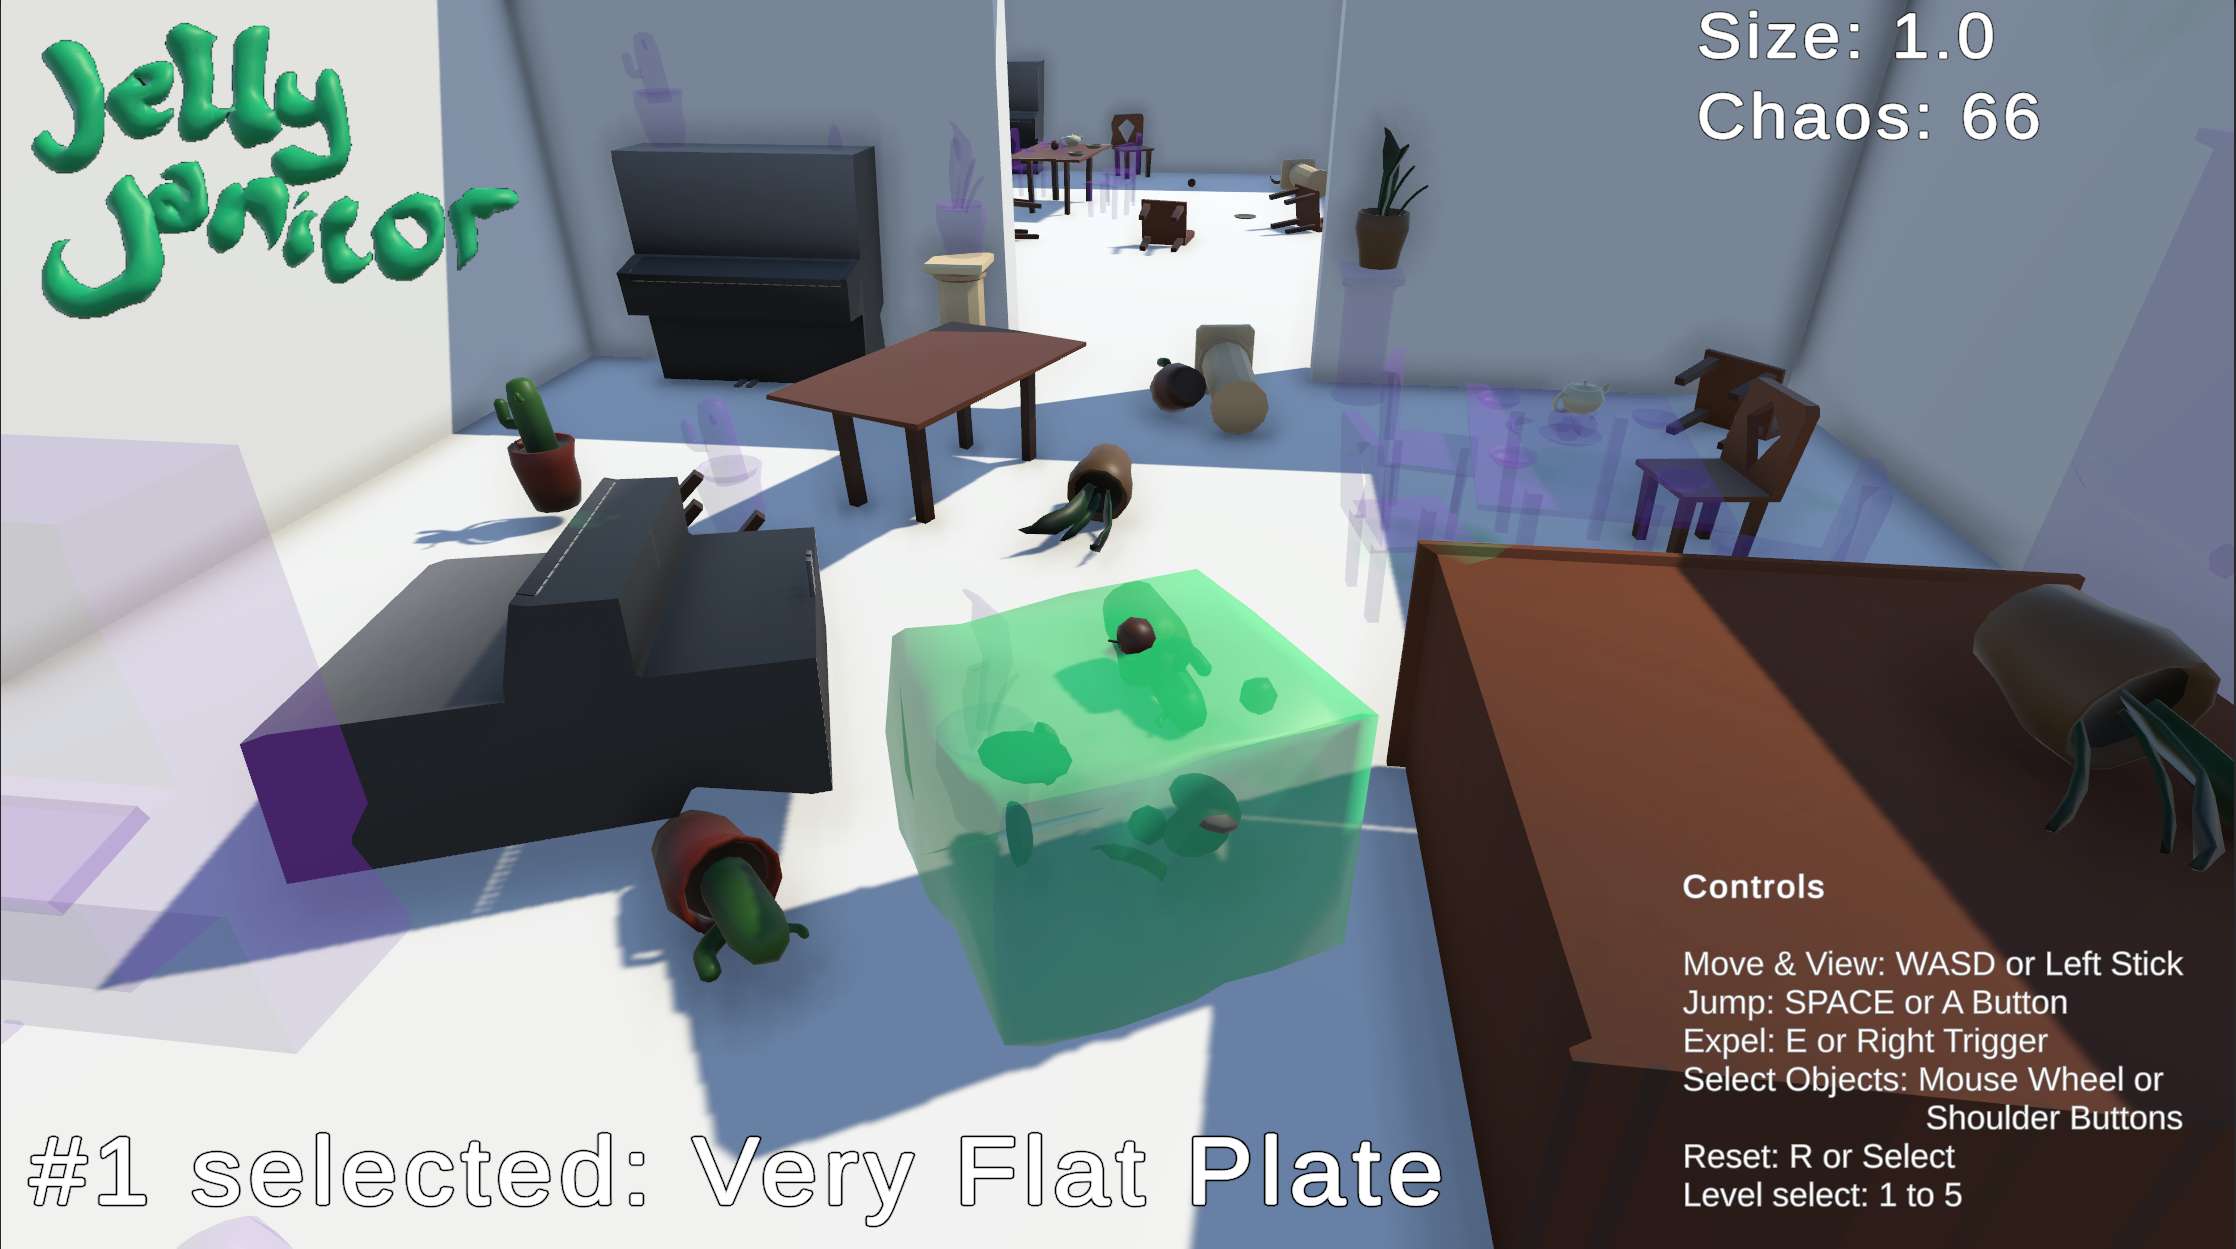 Jelly
Janitor
Size: 1.0
Chaos: 66
Controls
Move & View: WASD or Left Stick
Jump: SPACE or A Button
Expel: E or Right Trigger
Select Objects: Mouse Wheel or
Shoulder Buttons
Reset: R or Select
Level select: 1 to 5
#1 selected: Very Flat Plate